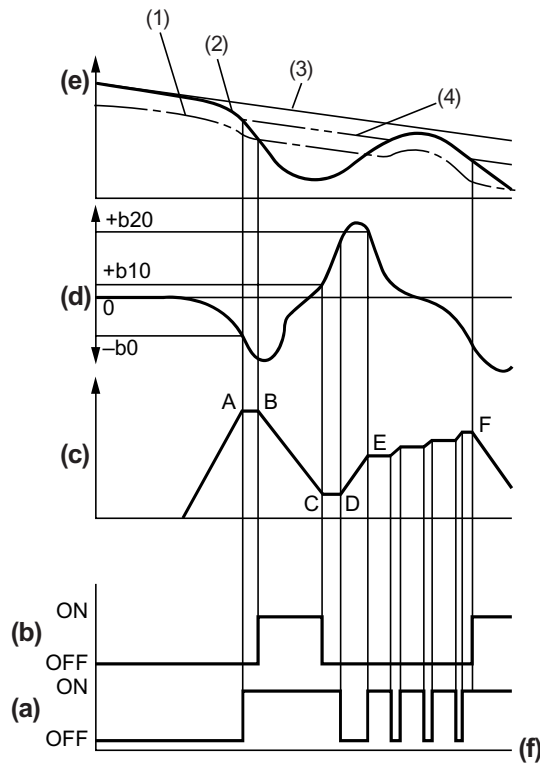 (1)
(2)
(3)
(4)
(e)
+b20
+b10
(d)
0
–b0
A B
E
F
(c)
C D
ON
(b)
OFF
ON
(a)
OFF
(f)